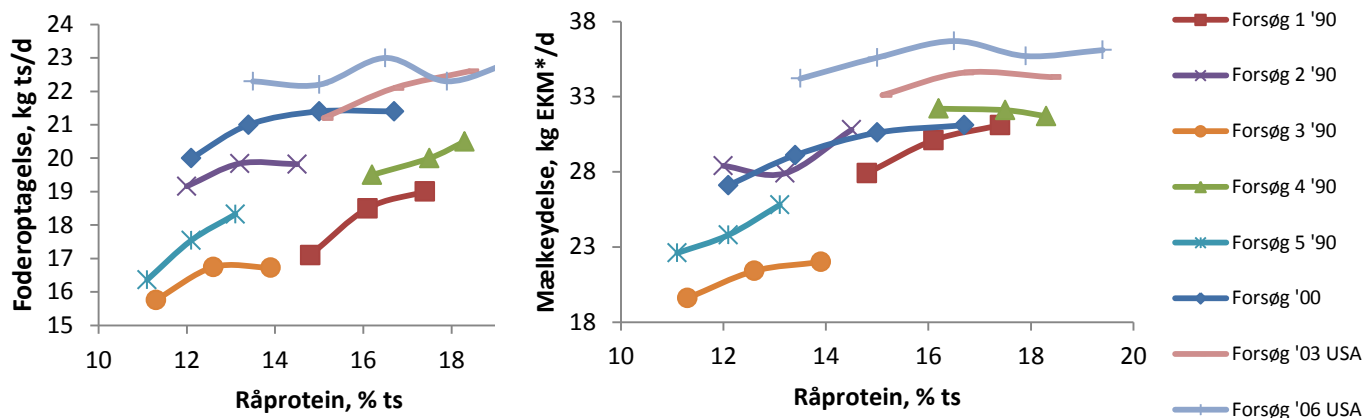 Foderoptagelse, kg ts/d
24
23
22
21
20
19
18
17
16
15
10
12
14
16
18
Råprotein, % ts
Mælkeydelse, kg EKM*/d
38
33
28
23
18
10
12
14
16
18
20
Råprotein, % ts
Forsøg 1 '90
Forsøg 2 '90
Forsøg 3 '90
Forsøg 4 '90
Forsøg 5 '90
Forsøg '00
Forsøg '03 USA
Forsøg '06 USA